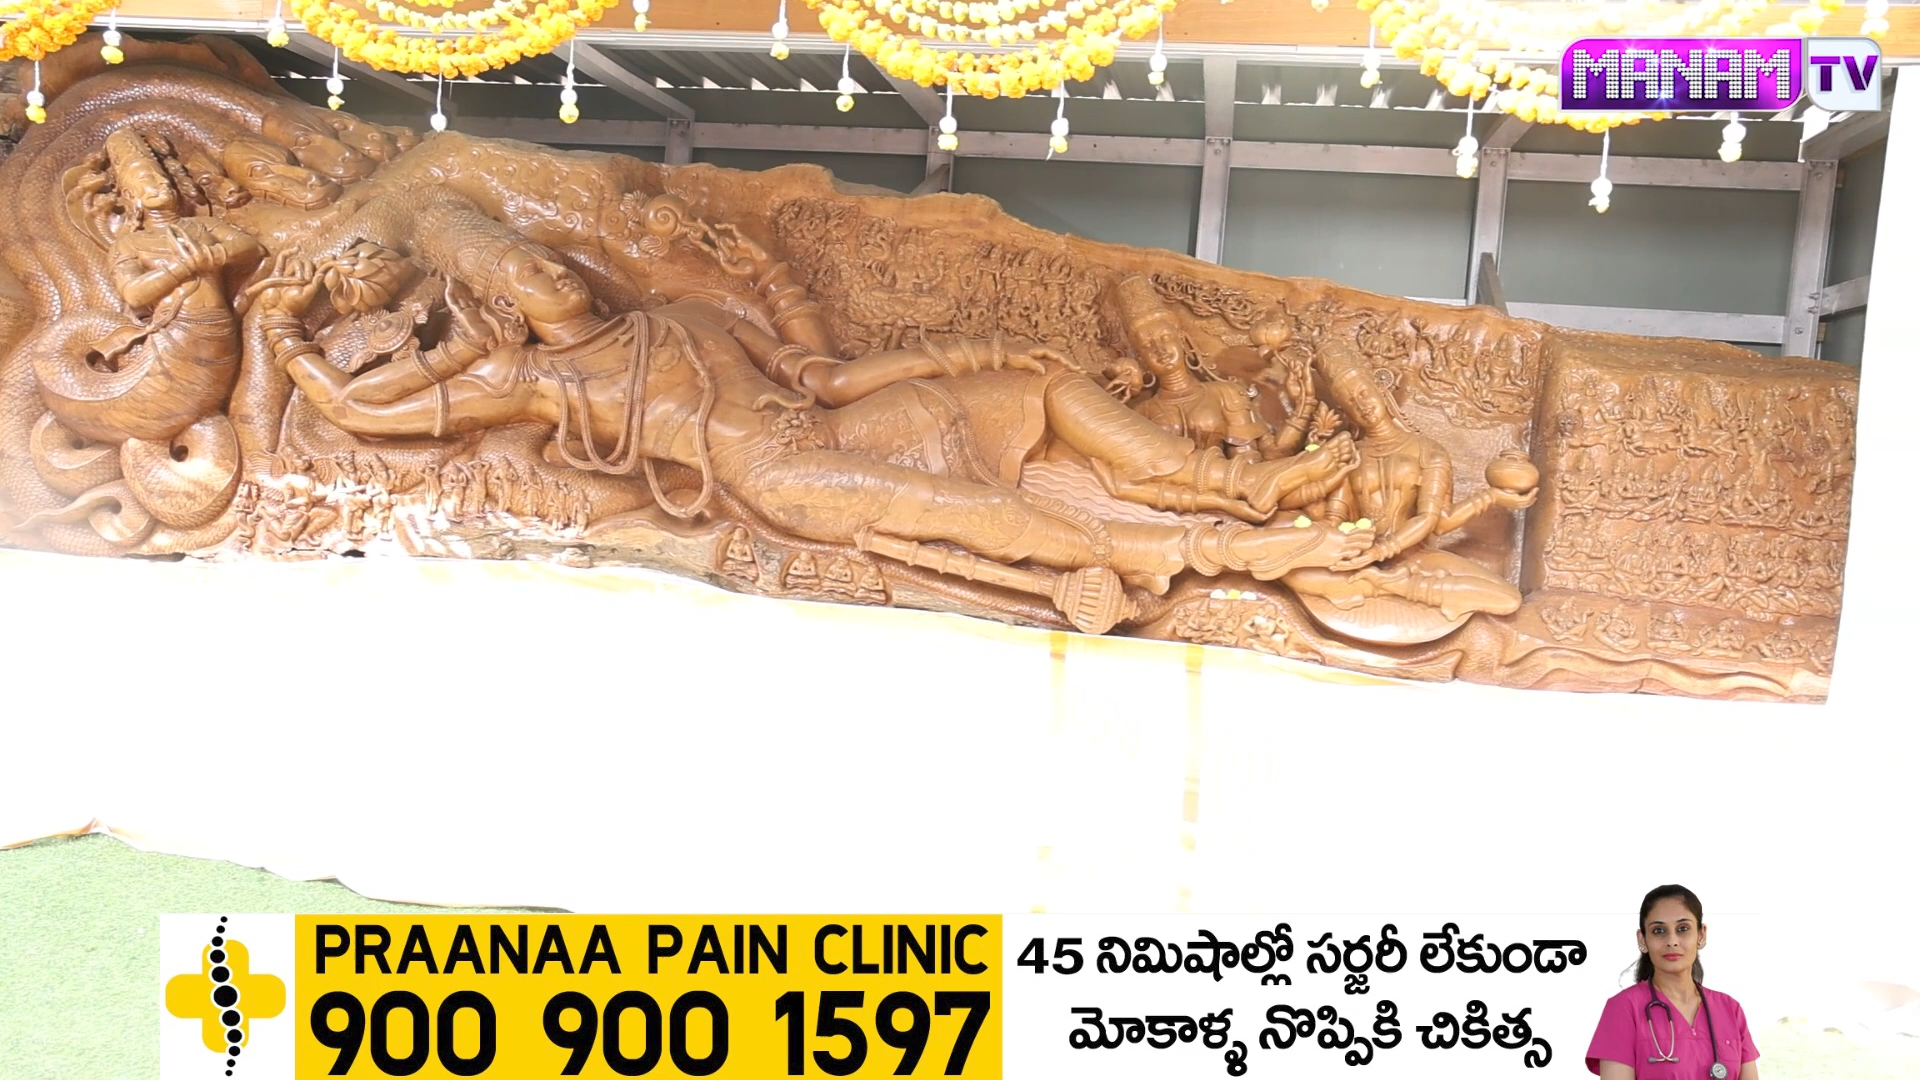 MANAM TV
PRAANAA PAIN CLINIC
900 900 1597
45 నిమిషాల్లో సర్జరీ లేకుండా
మోకాళ్ళ నొప్పికి చికిత్స